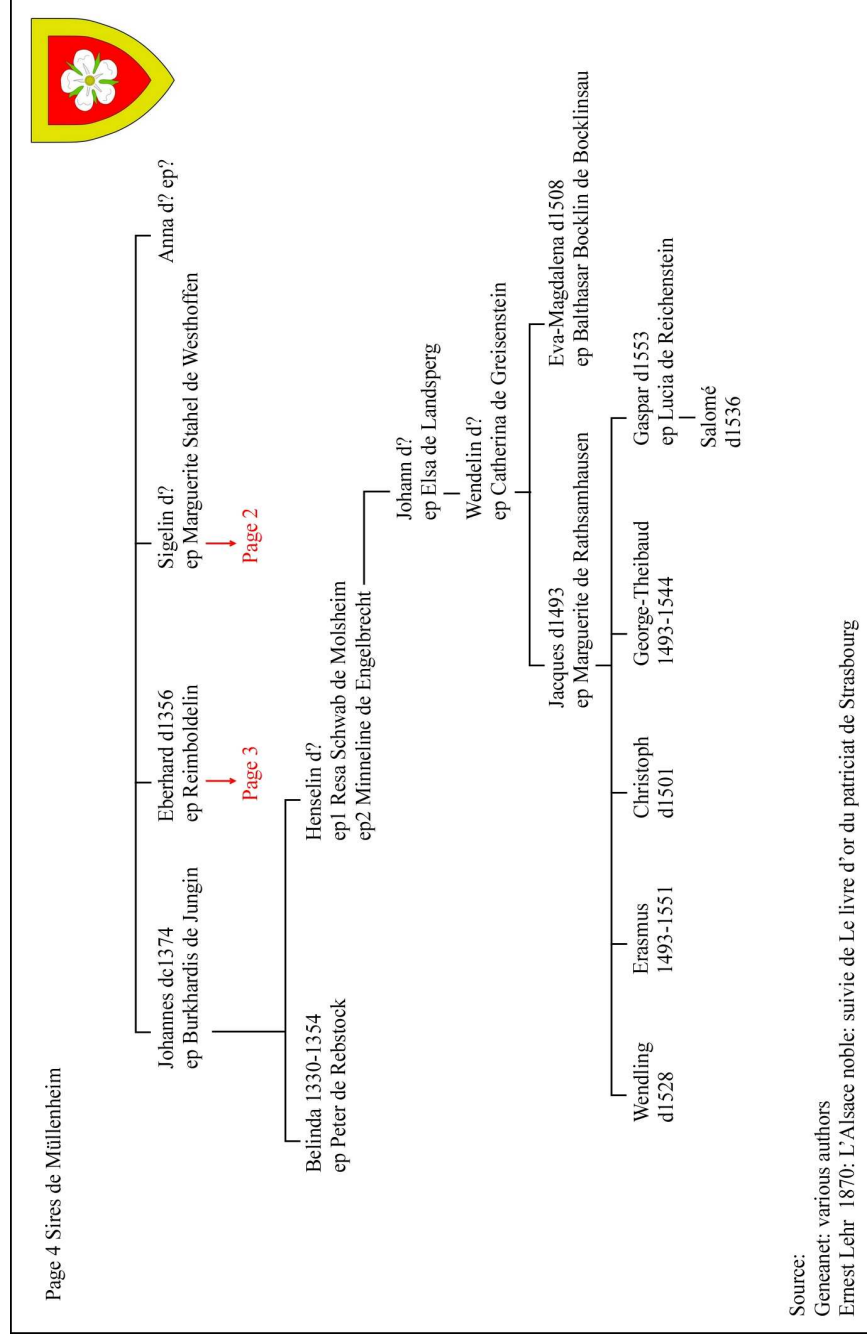 Page 4 Sires de Müllenheim
Johannes dc1374
ep Burkhardis de Jungin
Eberhard d1356
ep Reimboldelin
Page 3
Sigelin d?
ep Marguerite Stahel de Westhoffen
Page 2
Anna d? ep?
Belinda 1330-1354
ep Peter de Rebstock
Henselin d?
ep1 Resa Schwab de Molsheim
ep2 Minneline de Engelbrecht
Johann d?
ep Elsa de Landsperg
Wendelin d?
ep Catherina de Greisenstein
Jacques d1493
ep Marguerite de Rathsamhausen
Eva-Magdalena d1508
ep Balthasar Bocklin de Bocklinsau
Wendling
d1528
Erasmus
1493-1551
Christoph
d1501
George-Theibaud
1493-1544
Gaspar d1553
ep Lucia de Reichenstein
Salomé
d1536
Source:
Geneanet: various authors
Ernest Lehr  1870: L’Alsace noble: suivie de Le livre d’or du patriciat de Strasbourg